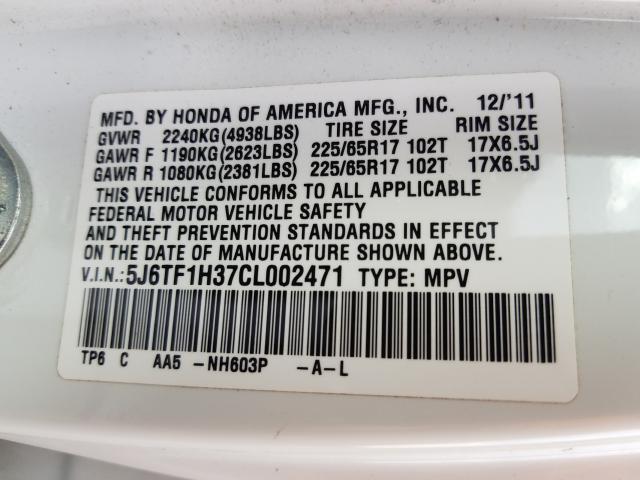 MFD. BY HONDA OF AMERICA MFG., INC. 12/'11
GVWR 2240KG(4938LBS) TIRE SIZE RIM SIZE
GAWR F 1190KG(2623LBS) 225/65R17 102T 17X6.5J
GAWR R 1080KG(2381LBS) 225/65R17 102T 17X6.5J
THIS VEHICLE CONFORMS TO ALL APPLICABLE
FEDERAL MOTOR VEHICLE SAFETY
AND THEFT PREVENTION STANDARDS IN EFFECT
ON THE DATE OF MANUFACTURE SHOWN ABOVE.
V.I.N.:5J6TF1H37CL002471 TYPE: MPV
TP6 C AA5 -NH603P -A-L